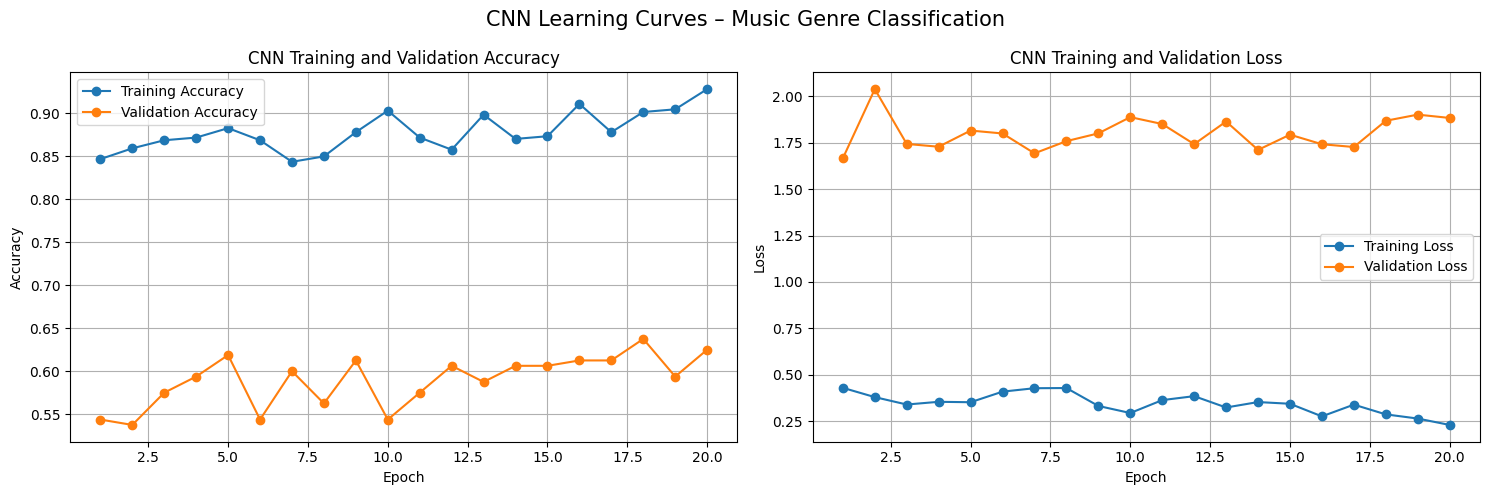 CNN Learning Curves – Music Genre Classification
CNN Training and Validation Accuracy
Training Accuracy
Validation Accuracy
Accuracy
0.90
0.85
0.80
0.75
0.70
0.65
0.60
0.55
2.5 5.0 7.5 10.0 12.5 15.0 17.5 20.0
Epoch
CNN Training and Validation Loss
Training Loss
Validation Loss
Loss
2.00
1.75
1.50
1.25
1.00
0.75
0.50
0.25
2.5 5.0 7.5 10.0 12.5 15.0 17.5 20.0
Epoch